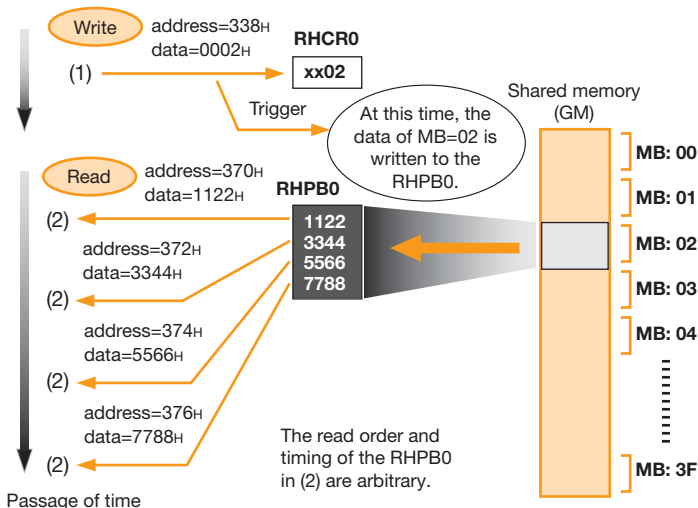 Write
address=338H
data=0002H
RHCR0
(1)
xx02
Trigger
At this time, the
data of MB=02 is
written to the
RHPB0.
Shared memory
(GM)
MB: 00
MB: 01
MB: 02
MB: 03
MB: 04
MB: 3F
Read
address=370H
data=1122H
RHPB0
(2)
1122
3344
5566
7788
address=372H
data=3344H
(2)
address=374H
data=5566H
(2)
address=376H
data=7788H
(2)
The read order and
timing of the RHPB0
in (2) are arbitrary.
Passage of time